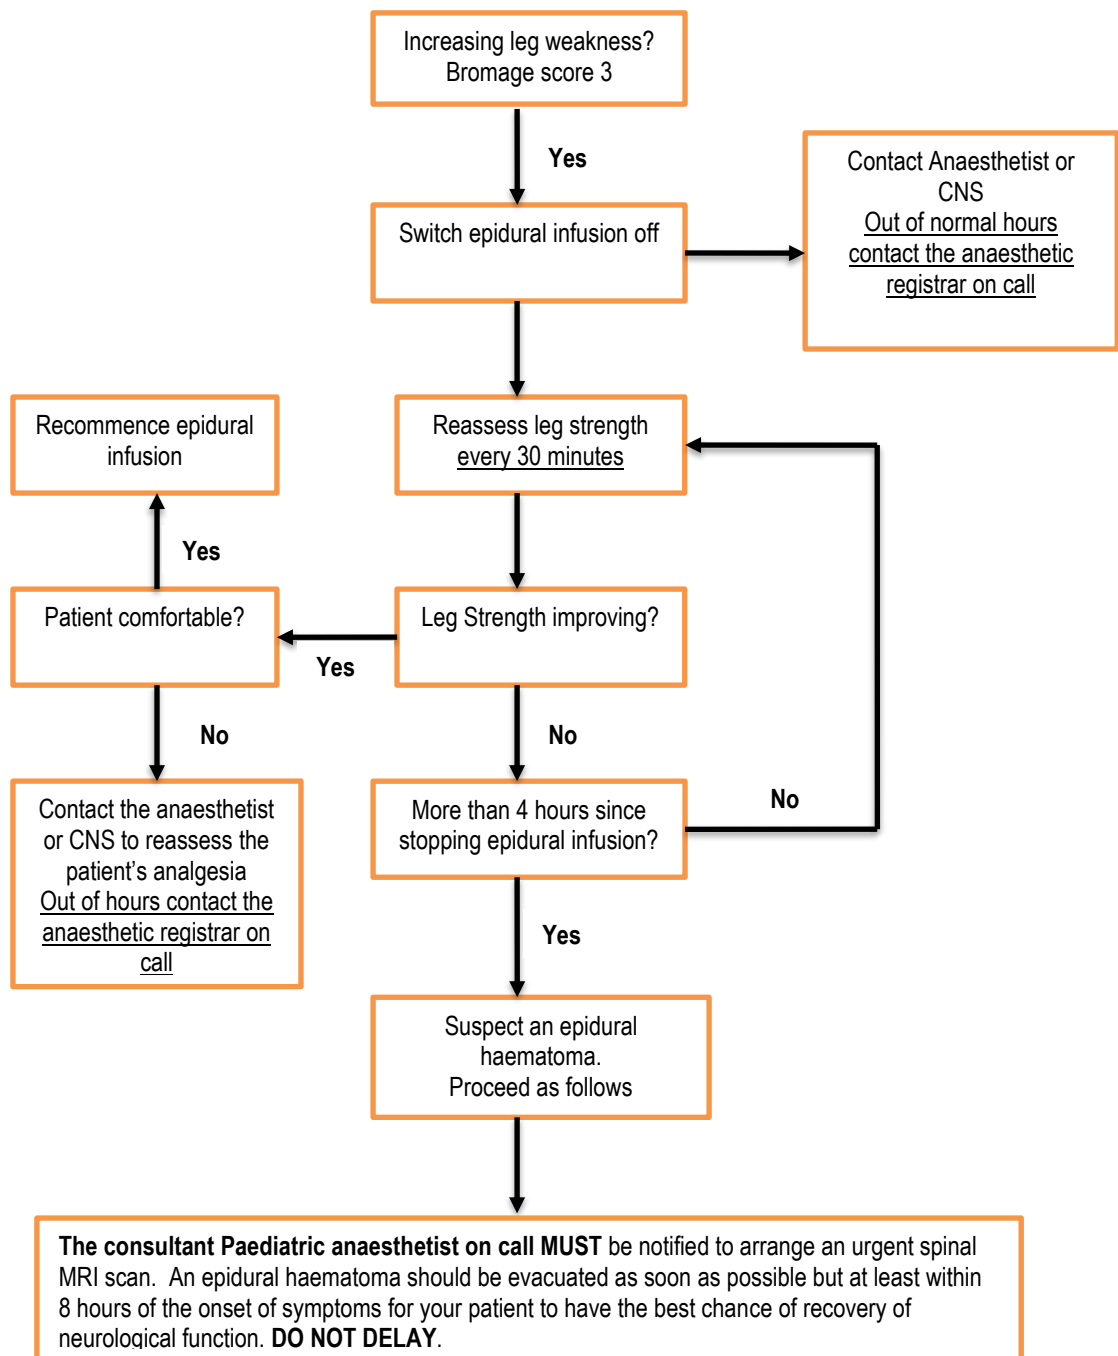 Increasing leg weakness?
Bromage score 3
Yes
Switch epidural infusion off
Contact Anaesthetist or
CNS
Out of normal hours
contact the anaesthetic
registrar on call
Reassess leg strength
every 30 minutes
Recommence epidural
infusion
Yes
Patient comfortable?
Leg Strength improving?
Yes
No
No
Contact the anaesthetist
or CNS to reassess the
patient's analgesia
Out of hours contact the
anaesthetic registrar on
call
More than 4 hours since
stopping epidural infusion?
No
Yes
Suspect an epidural
haematoma.
Proceed as follows
The consultant Paediatric anaesthetist on call MUST be notified to arrange an urgent spinal
MRI scan.  An epidural haematoma should be evacuated as soon as possible but at least within
8 hours of the onset of symptoms for your patient to have the best chance of recovery of
neurological function. DO NOT DELAY.